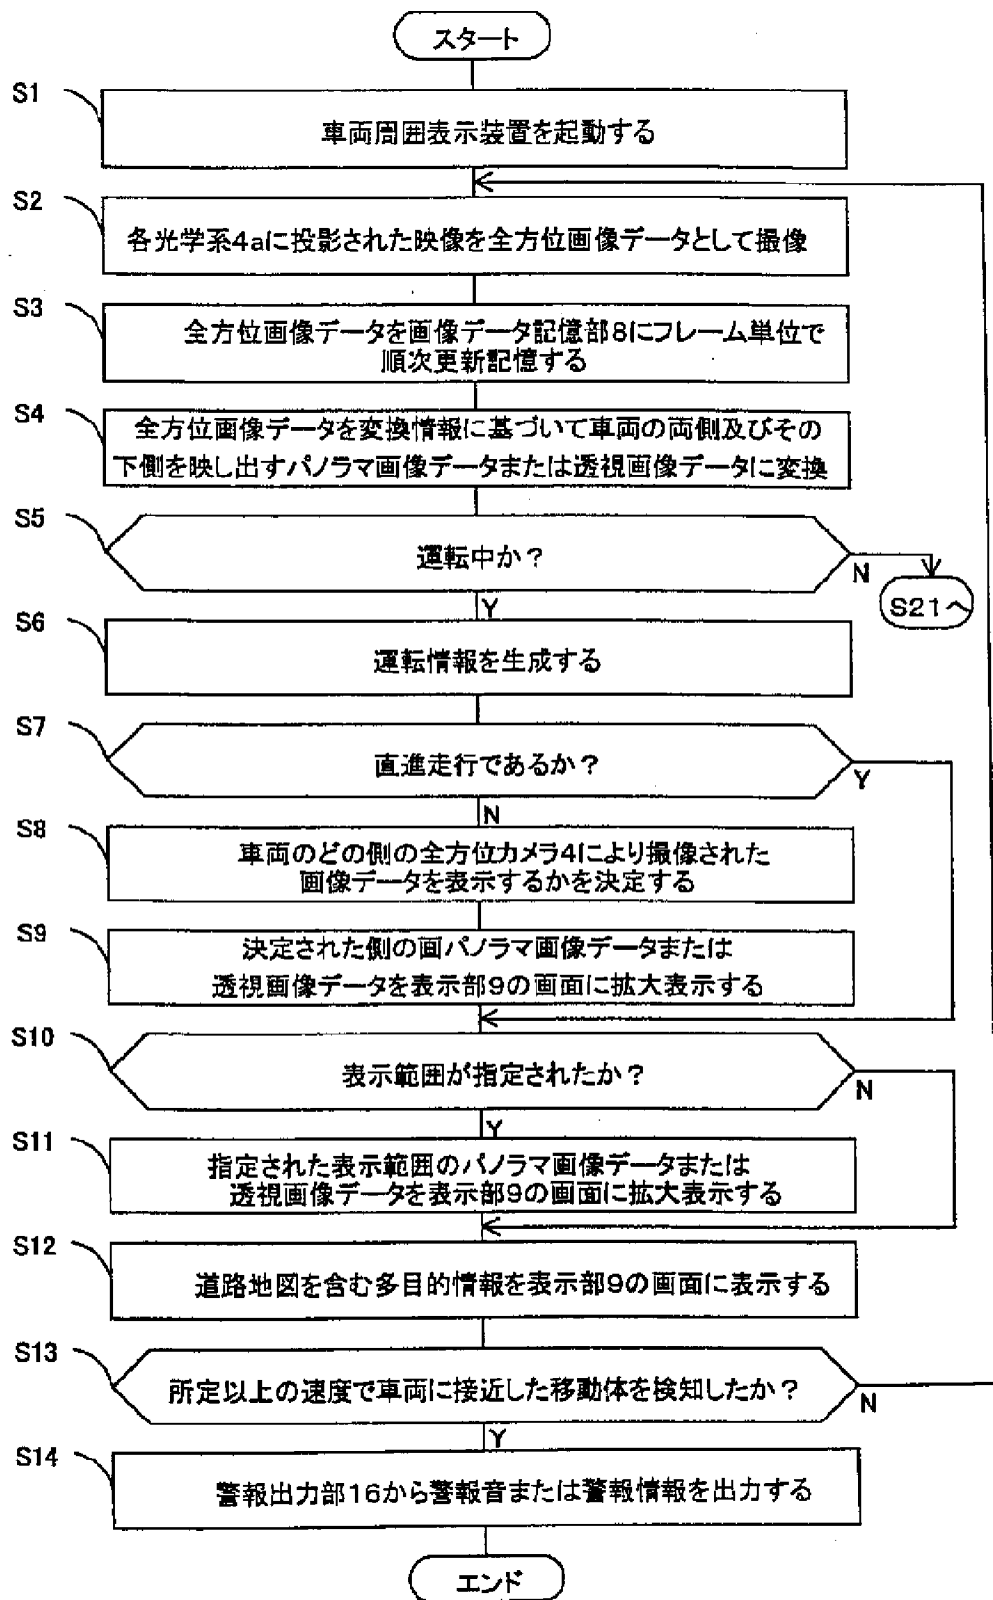 スタート
S1
車両周囲表示装置を起動する
S2
各光学系4aに投影された映像を全方位画像データとして撮像
S3
全方位画像データを画像データ記憶部8にフレーム単位で
順次更新記憶する
S4
全方位画像データを変換情報に基づいて車両の両側及びその
下側を映し出すパノラマ画像データまたは透視画像データに変換
S5
運転中か？
N
S21へ
Y
S6
運転情報を生成する
S7
直進走行であるか？
Y
N
S8
車両のどの側の全方位カメラ4により撮像された
画像データを表示するかを決定する
S9
決定された側の画パノラマ画像データまたは
透視画像データを表示部9の画面に拡大表示する
S10
表示範囲が指定されたか？
N
Y
S11
指定された表示範囲のパノラマ画像データまたは
透視画像データを表示部9の画面に拡大表示する
S12
道路地図を含む多目的情報を表示部9の画面に表示する
S13
所定以上の速度で車両に接近した移動体を検知したか？
N
Y
S14
警報出力部16から警報音または警報情報を出力する
エンド